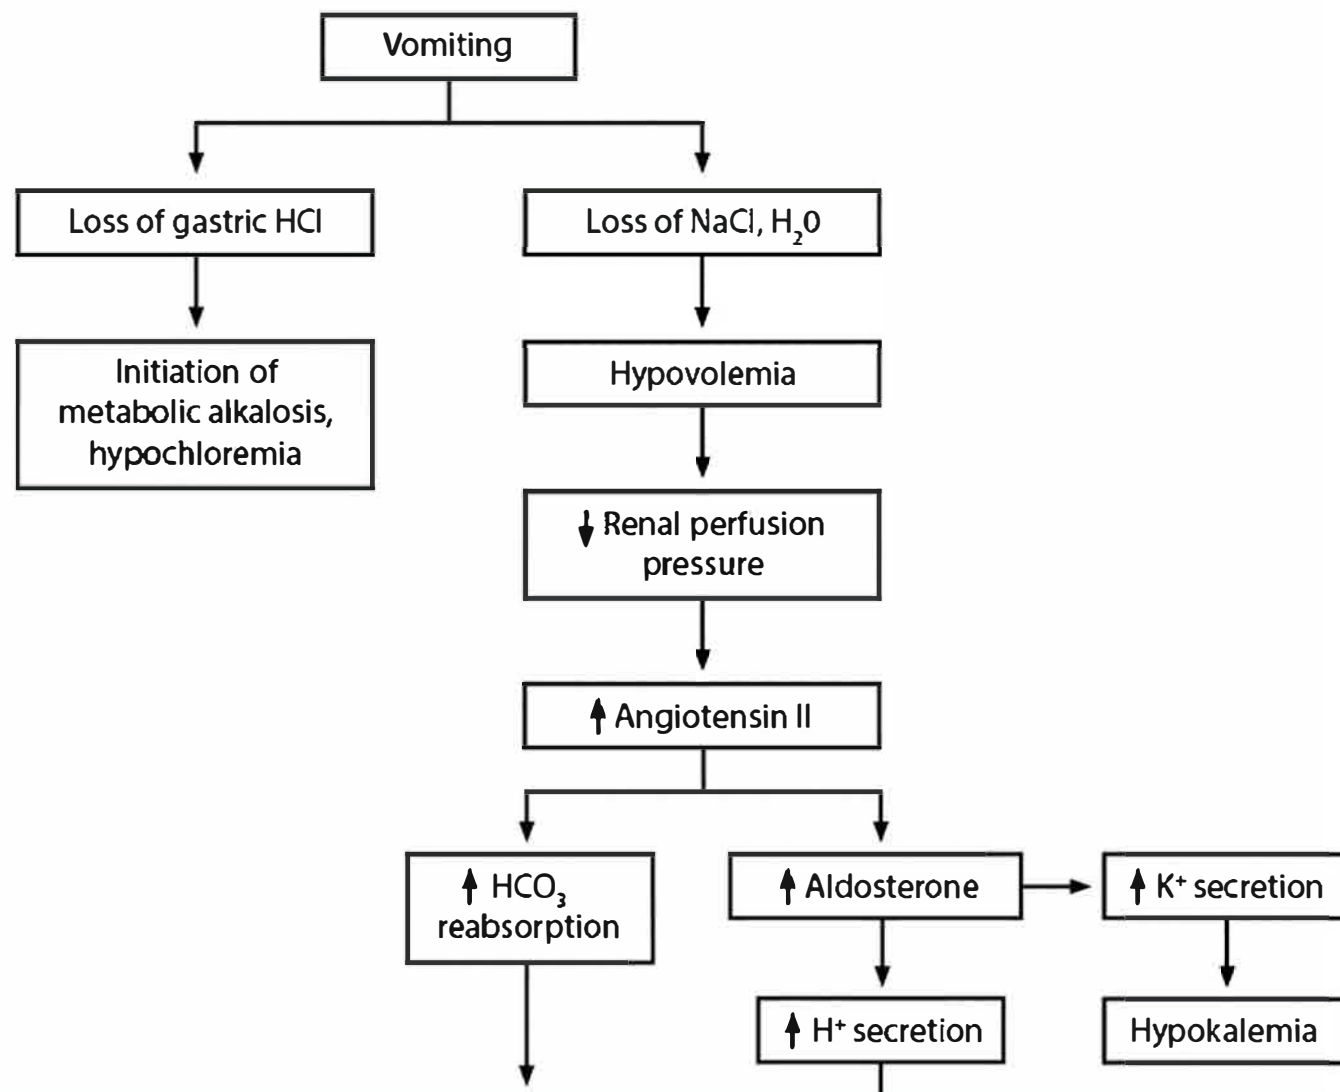 Vomiting
Loss of gastric HCl
Loss of NaCl, H₂0
Initiation of
metabolic alkalosis,
hypochloremia
Hypovolemia
↓ Renal perfusion
pressure
↑ Angiotensin II
↑ HCO₃
reabsorption
↑ Aldosterone
↑ K⁺ secretion
↑ H⁺ secretion
Hypokalemia